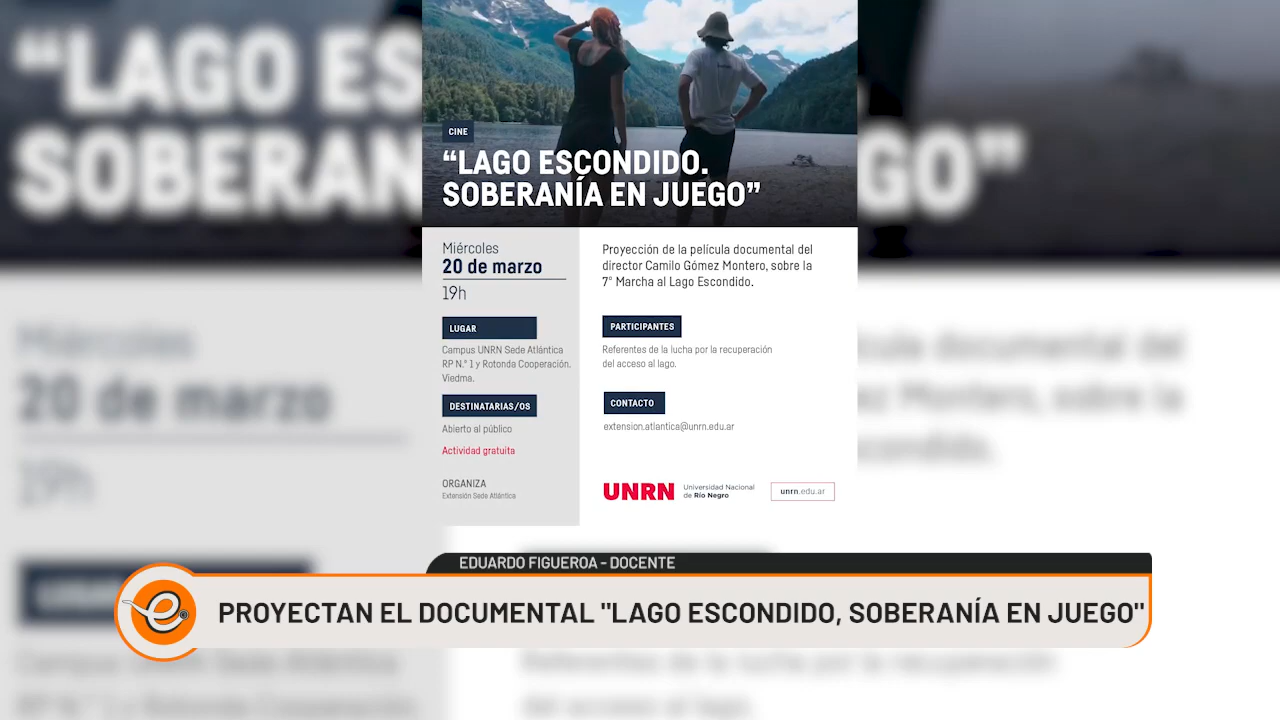 CINE
“LAGO ESCONDIDO.
SOBERANÍA EN JUEGO”
Miércoles
20 de marzo
19h
LUGAR
Campus UNRN Sede Atlántica
RP N.° 1 y Rotonda Cooperación.
Viedma.
DESTINATARIAS/OS
Abierto al público
Actividad gratuita
ORGANIZA
Extensión Sede Atlántica
Proyección de la película documental del
director Camilo Gómez Montero, sobre la
7° Marcha al Lago Escondido.
PARTICIPANTES
Referentes de la lucha por la recuperación
del acceso al lago.
CONTACTO
extension.atlantica@unrn.edu.ar
UNRN Universidad Nacional
de Río Negro
unrn.edu.ar
EDUARDO FIGUEROA - DOCENTE
PROYECTAN EL DOCUMENTAL "LAGO ESCONDIDO, SOBERANÍA EN JUEGO"